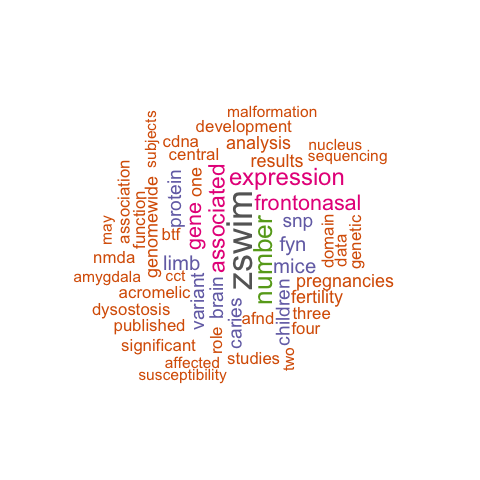 malformation
development
subjects
cdna
analysis
nucleus
central
results
sequencing
association
genomewide
protein
one
associated
expression
function
gene
zswim
frontonasal
may
btf
number
snp
domain
data
genetic
nmda
limb
fyn
amygdala
cct
brain
mice
pregnancies
acromelic
variant
children
fertility
dysostosis
caries
afnd
three
published
role
four
significant
affected
studies
two
susceptibility